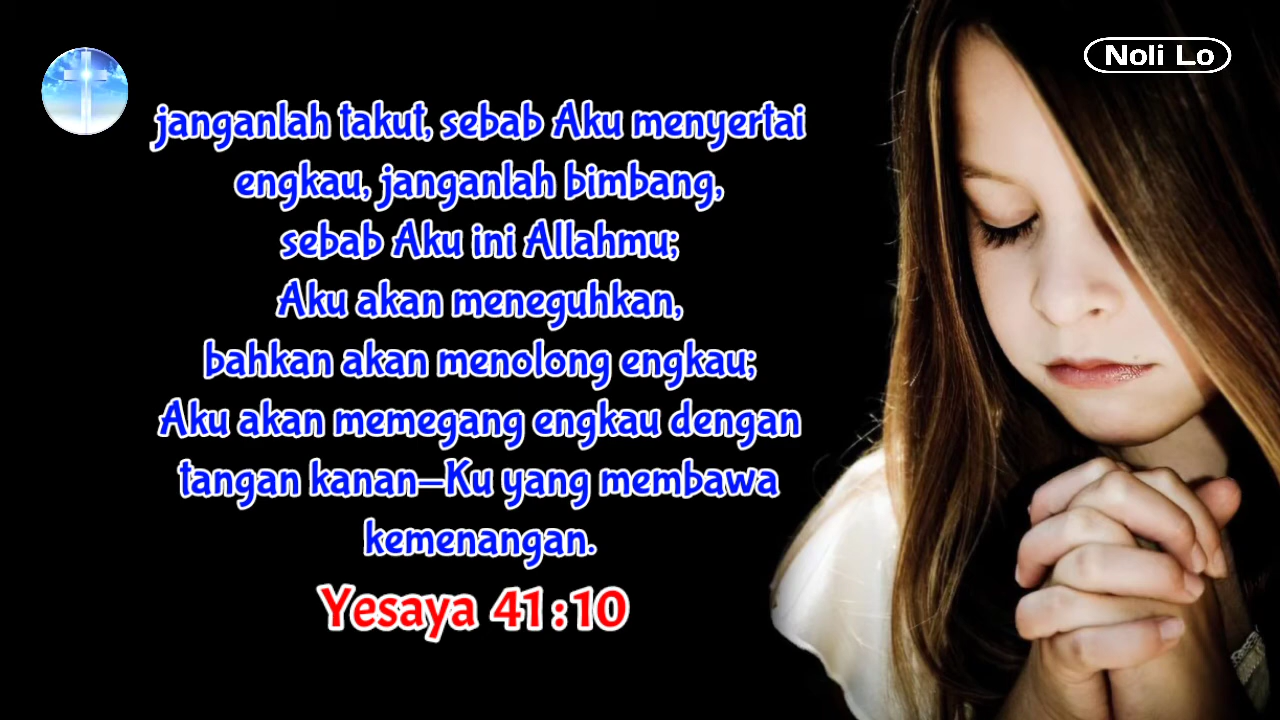 Noli Lo
janganlah takut, sebab Aku menyertai
engkau, janganlah bimbang,
sebab Aku ini Allahmu;
Aku akan meneguhkan,
bahkan akan menolong engkau;
Aku akan memegang engkau dengan
tangan kanan–Ku yang membawa
kemenangan.
Yesaya 41:10